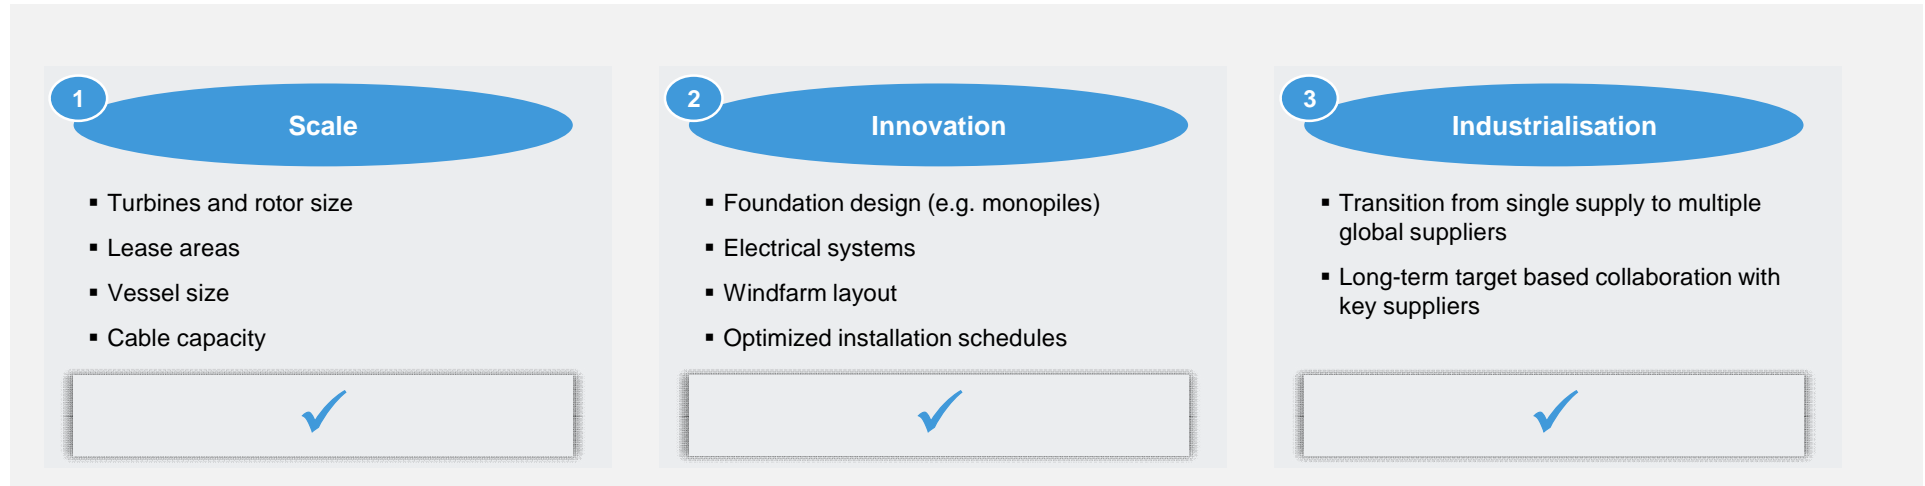 1
Scale
▪ Turbines and rotor size
▪ Lease areas
▪ Vessel size
▪ Cable capacity
✓
2
Innovation
▪ Foundation design (e.g. monopiles)
▪ Electrical systems
▪ Windfarm layout
▪ Optimized installation schedules
✓
3
Industrialisation
▪ Transition from single supply to multiple
global suppliers
▪ Long-term target based collaboration with
key suppliers
✓